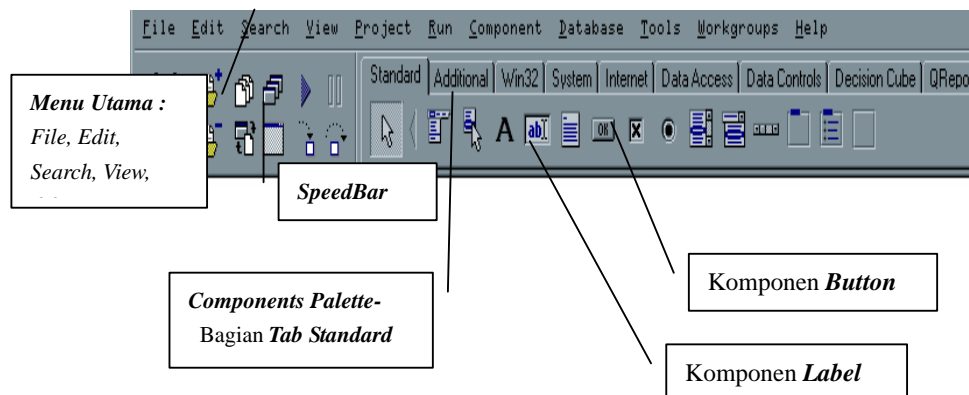 File Edit Search View Project Run Component Database Tools Workgroups Help
Standard Additional Win32 System Internet Data Access Data Controls Decision Cube QRepo
A ab OK
Menu Utama :
File, Edit,
Search, View,
SpeedBar
Components Palette-
Bagian Tab Standard
Komponen Button
Komponen Label